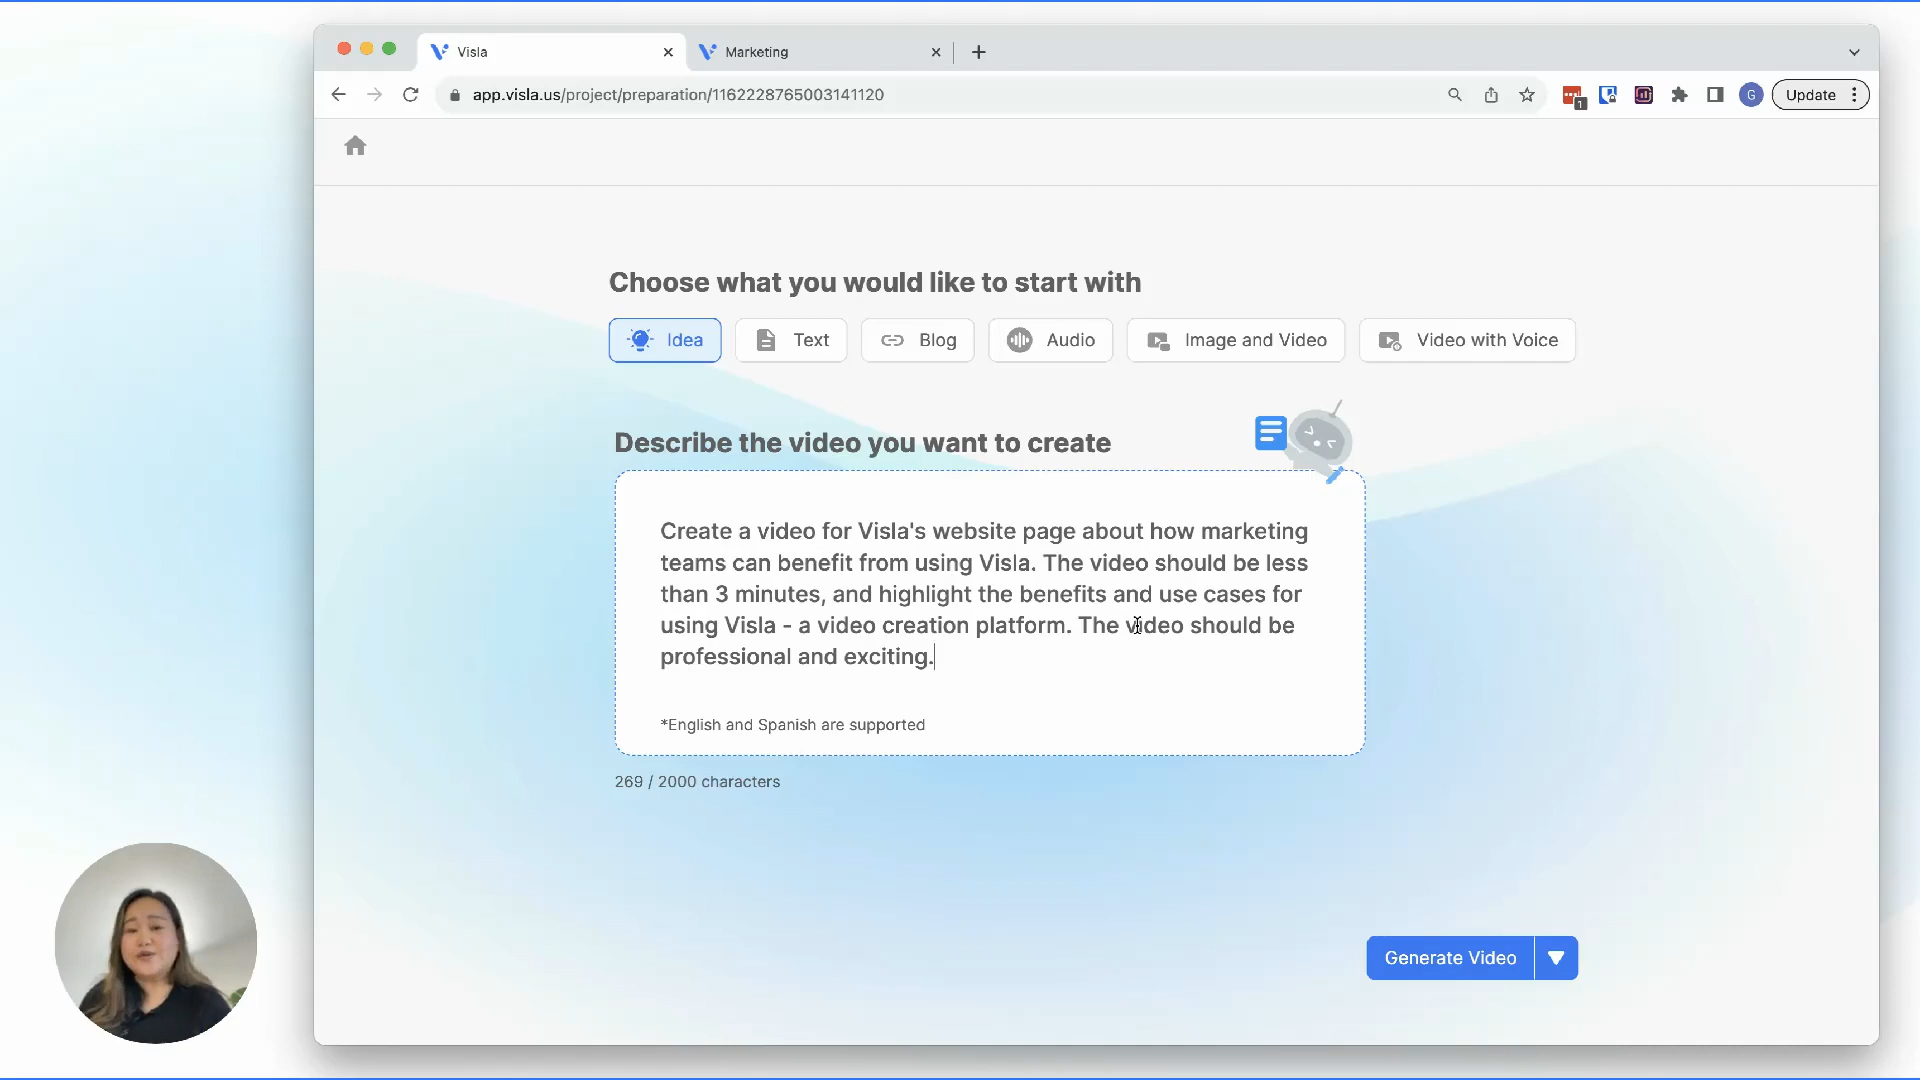 Visla
Marketing
app.visla.us/project/preparation/1162228765003141120
1
G
Update
Choose what you would like to start with
Idea
Text
Blog
Audio
Image and Video
Video with Voice
Describe the video you want to create
Create a video for Visla's website page about how marketing
teams can benefit from using Visla. The video should be less
than 3 minutes, and highlight the benefits and use cases for
using Visla - a video creation platform. The video should be
professional and exciting.
*English and Spanish are supported
269 / 2000 characters
Generate Video